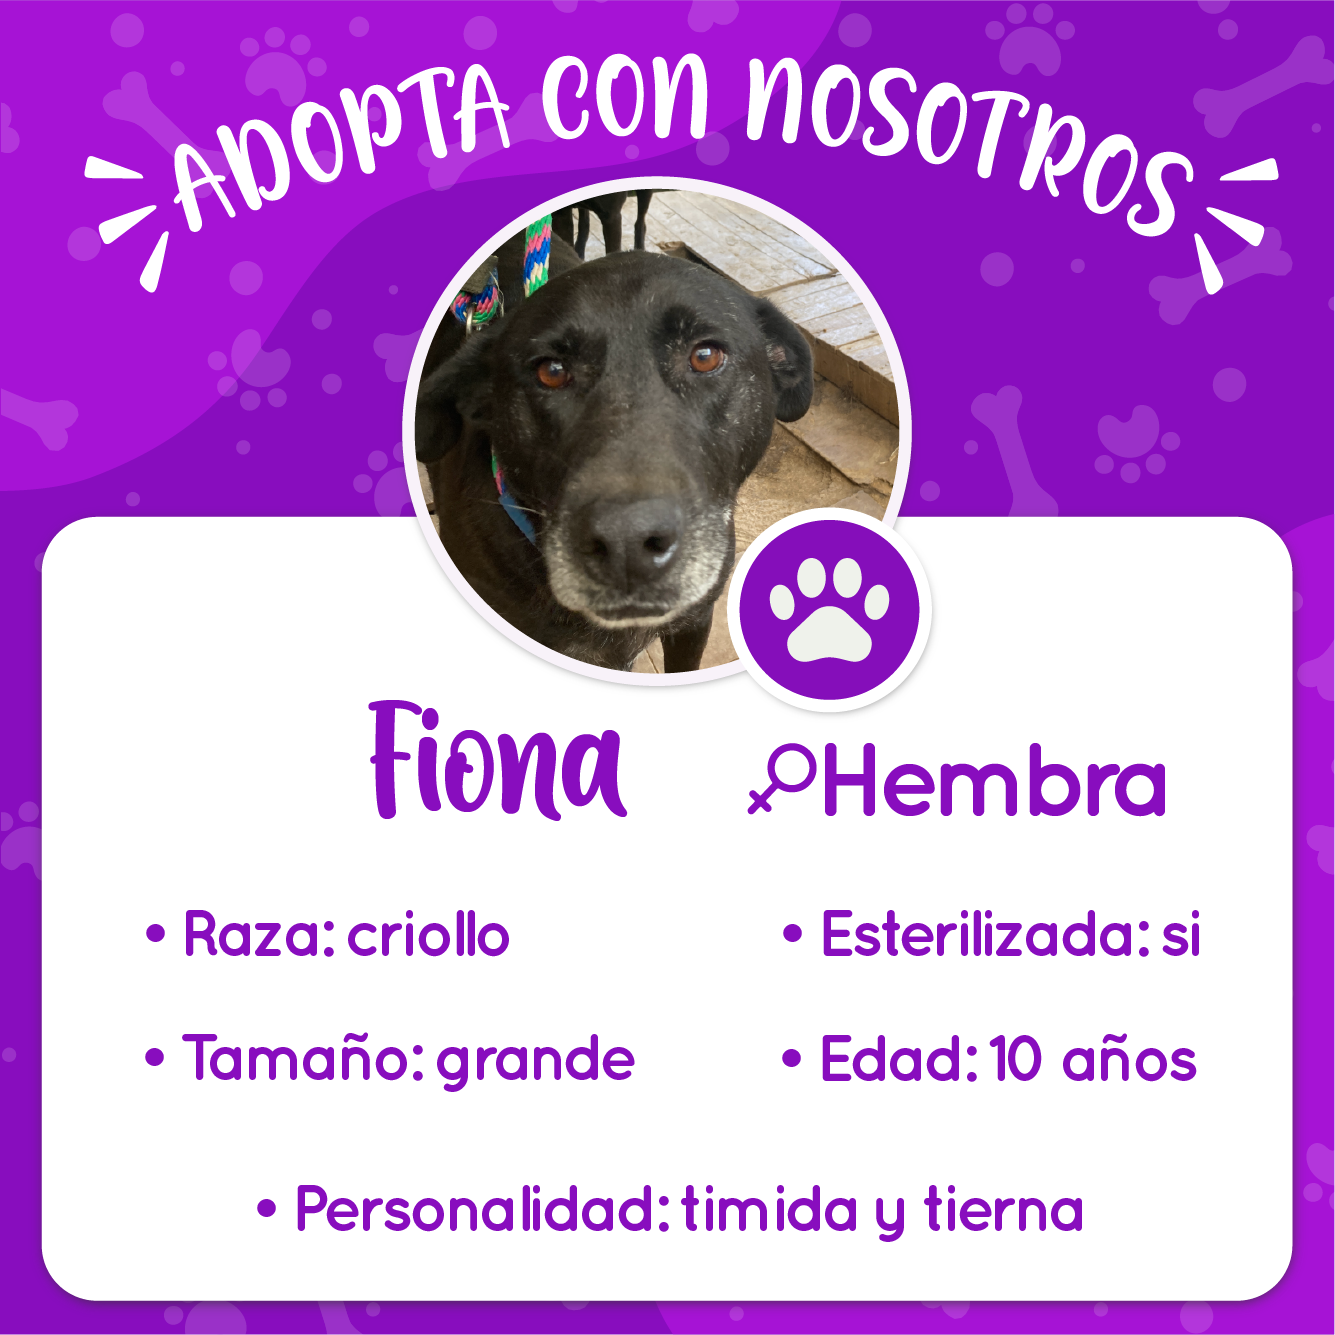 ADOPTA CON NOSOTROS
Fiona
Hembra
• Raza: criollo
• Esterilizada: si
• Tamaño: grande
• Edad: 10 años
• Personalidad: timida y tierna